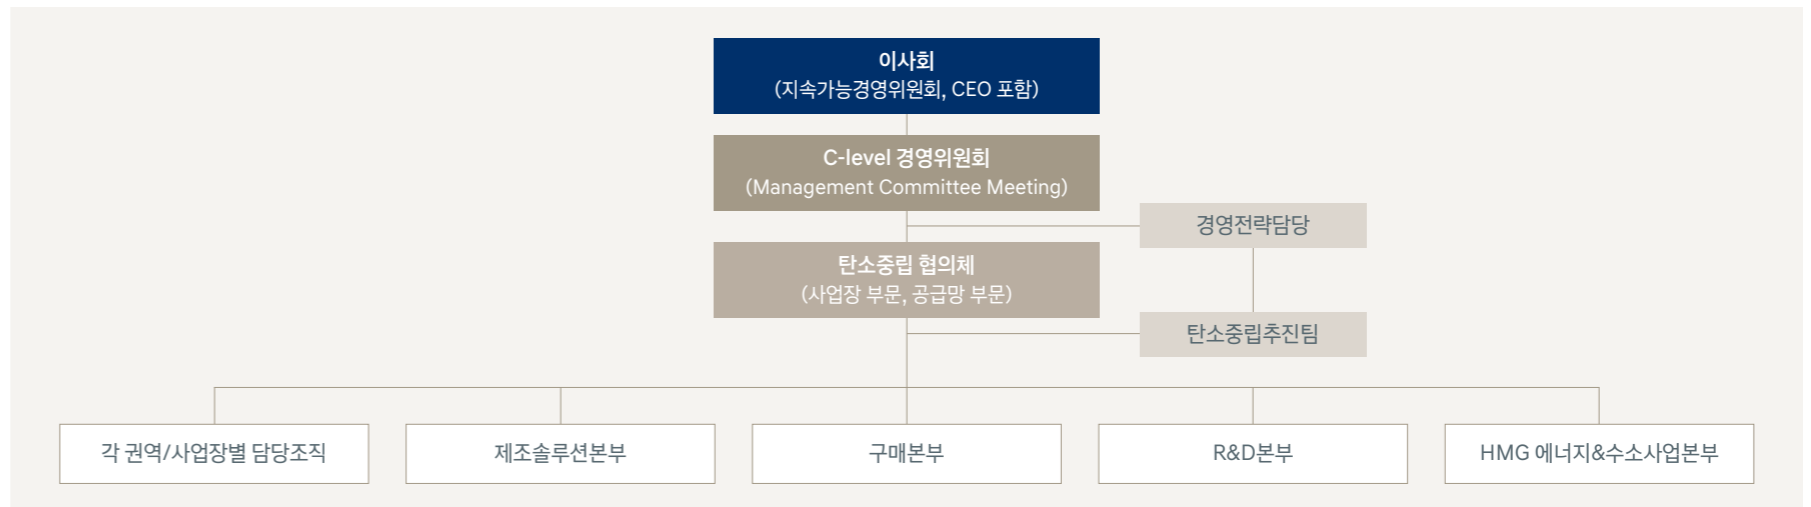 이사회
(지속가능경영위원회, CEO 포함)
C-level 경영위원회
(Management Committee Meeting)
경영전략담당
탄소중립 협의체
(사업장 부문, 공급망 부문)
탄소중립추진팀
각 권역/사업장별 담당조직
제조솔루션본부
구매본부
R&D본부
HMG 에너지&수소사업본부